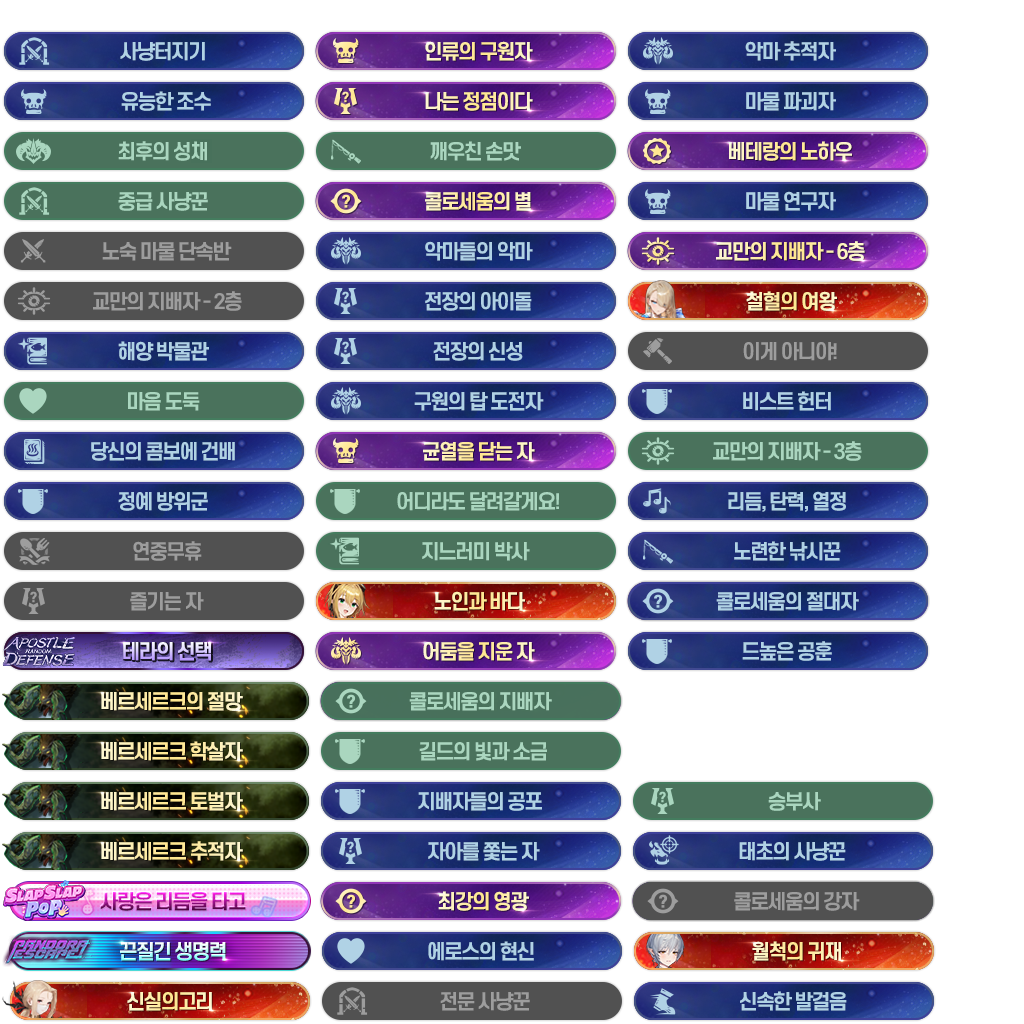 사냥터지기
인류의 구원자
악마 추적자
유능한 조수
나는 정점이다
마물 파괴자
최후의 성채
깨우친 손맛
베테랑의 노하우
중급 사냥꾼
콜로세움의 별
마물 연구자
노숙 마물 단속반
악마들의 악마
교만의 지배자 - 6층
교만의 지배자 - 2층
전장의 아이돌
철혈의 여왕
해양 박물관
전장의 신성
이게 아니야!
마음 도둑
구원의 탑 도전자
비스트 헌터
당신의 콤보에 건배
균열을 닫는 자
교만의 지배자 - 3층
정예 방위군
어디라도 달려갈게요!
리듬, 탄력, 열정
연중무휴
지느러미 박사
노련한 낚시꾼
즐기는 자
노인과 바다
콜로세움의 절대자
APOSTLE
RANDOM
DEFENSE
테라의 선택
어둠을 지운 자
드높은 공훈
베르세르크의 절망
콜로세움의 지배자
베르세르크 학살자
길드의 빛과 소금
베르세르크 토벌자
지배자들의 공포
승부사
베르세르크 추적자
자아를 쫓는 자
태초의 사냥꾼
SLAP SLAP
POP
사랑은 리듬을 타고
최강의 영광
콜로세움의 강자
PANDORA
ESCAPE!
끈질긴 생명력
에로스의 현신
월척의 귀재
신실의고리
전문 사냥꾼
신속한 발걸음